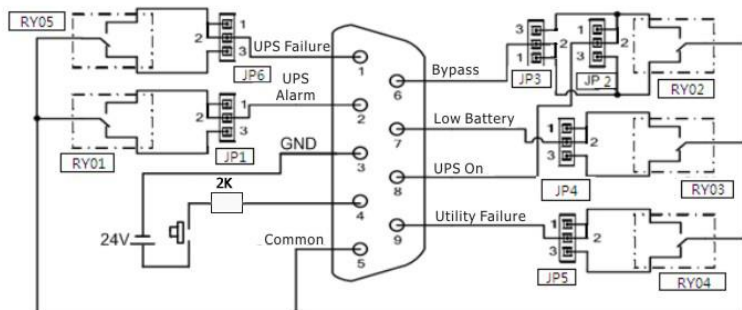 RY05
1
2
3
JP6
UPS Failure
UPS
Alarm
RY01
1
2
3
JP1
GND
2K
24V
Common
1
2
3
4
5
6
7
8
9
Bypass
3
2
1
JP3
1
2
3
JP 2
RY02
Low Battery
1
2
3
JP4
RY03
UPS On
Utility Failure
1
2
3
JP5
RY04